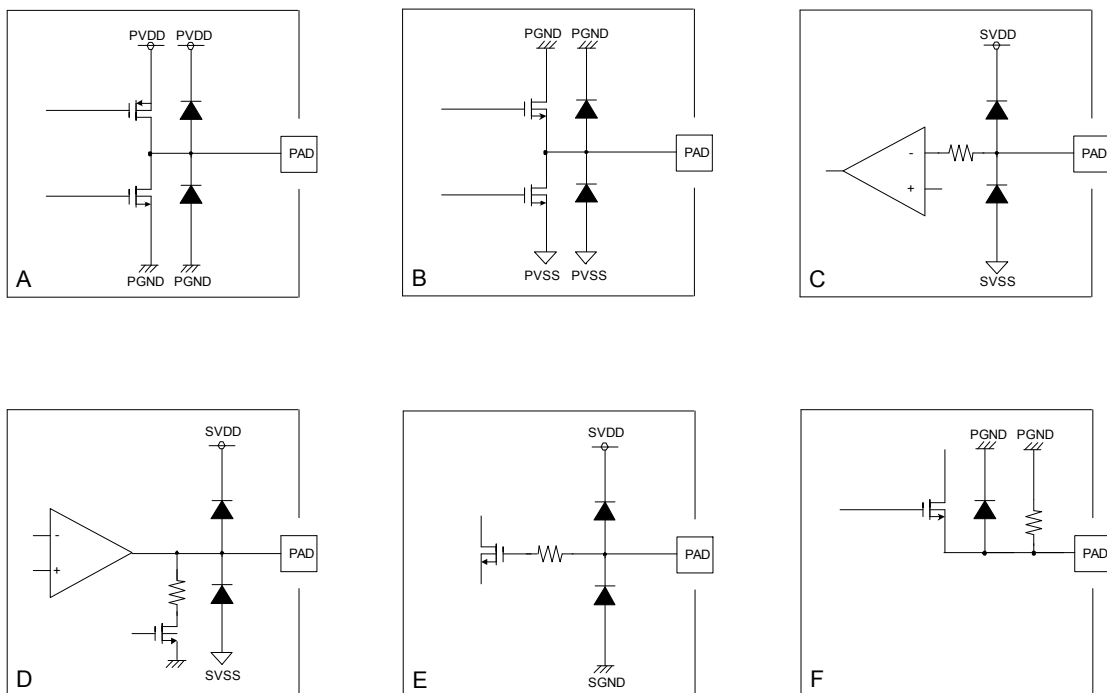 PVDD PVDD
PAD
PGND PGND
A
PGND PGND
PAD
PVSS PVSS
B
SVDD
-
PAD
+
SVSS
C
SVDD
-
PAD
+
SVSS
D
SVDD
PAD
SGND
E
PGND PGND
PAD
F